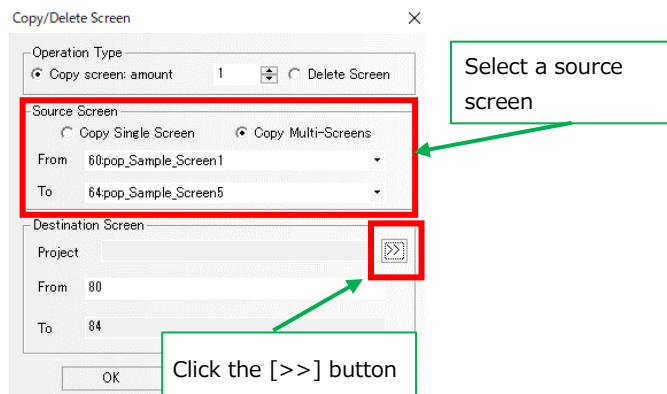 Copy/Delete Screen
Operation Type
Copy screen: amount 1 Delete Screen
Select a source
screen
Source Screen
Copy Single Screen Copy Multi-Screens
From 60:pop_Sample_Screen1
To 64:pop_Sample_Screen5
Destination Screen
Project >>
From 80
To 84
Click the [>>] button
OK